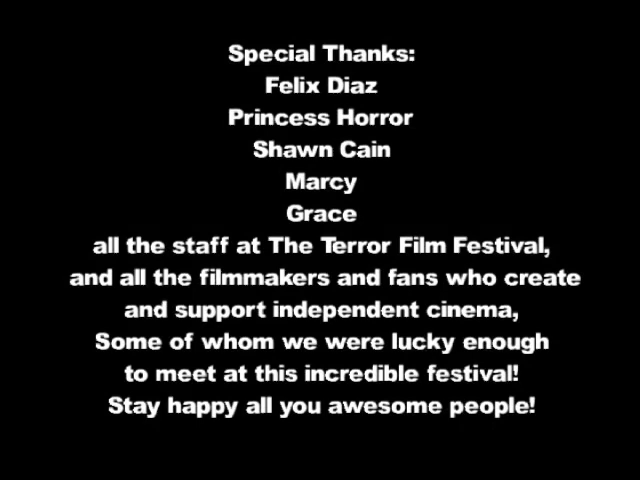 Special Thanks:
Felix Diaz
Princess Horror
Shawn Cain
Marcy
Grace
all the staff at The Terror Film Festival,
and all the filmmakers and fans who create
and support independent cinema,
Some of whom we were lucky enough
to meet at this incredible festival!
Stay happy all you awesome people!